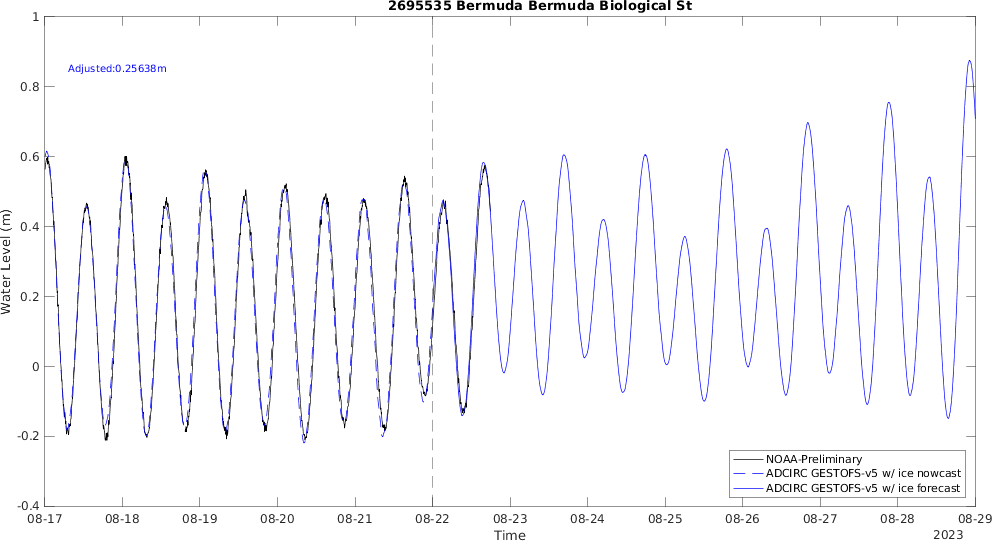 2695535 Bermuda Bermuda Biological St
Adjusted:0.25638m
Water Level (m)
1
0.8
0.6
0.4
0.2
0
-0.2
-0.4
NOAA-Preliminary
ADCIRC GESTOFS-v5 w/ ice nowcast
ADCIRC GESTOFS-v5 w/ ice forecast
08-17 08-18 08-19 08-20 08-21 08-22 08-23 08-24 08-25 08-26 08-27 08-28 08-29
Time
2023